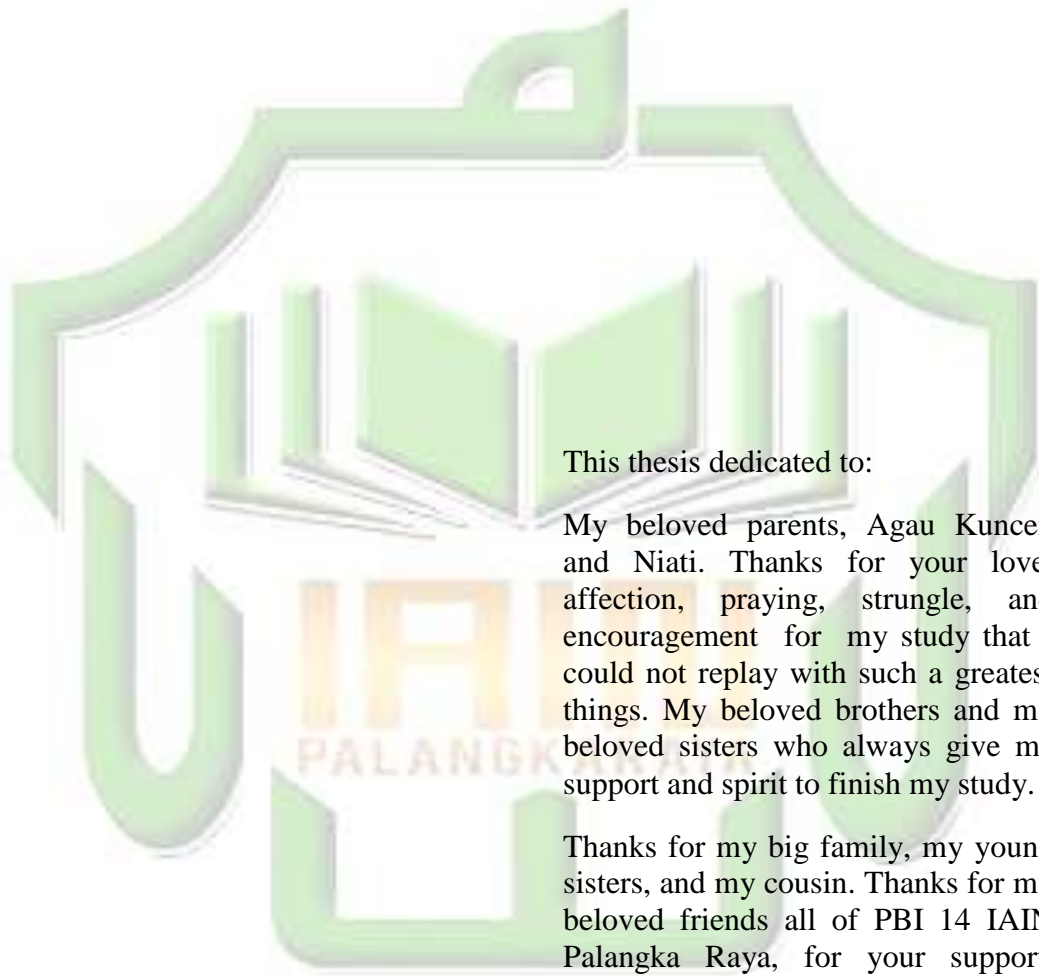 This thesis dedicated to:
My beloved parents, Agau
and Niati. Thanks for your love
affection, praying, strungle, and
encouragement for my study that
could not replay with such a greatest
things. My beloved brothers and my
beloved sisters who always give me
support and spirit to finish my study.
Thanks for my big family, my young
sisters, and my cousin. Thanks for my
beloved friends all of PBI 14 IAIN
Palangka Raya, for your support
IAIN
PALANGKARAYA